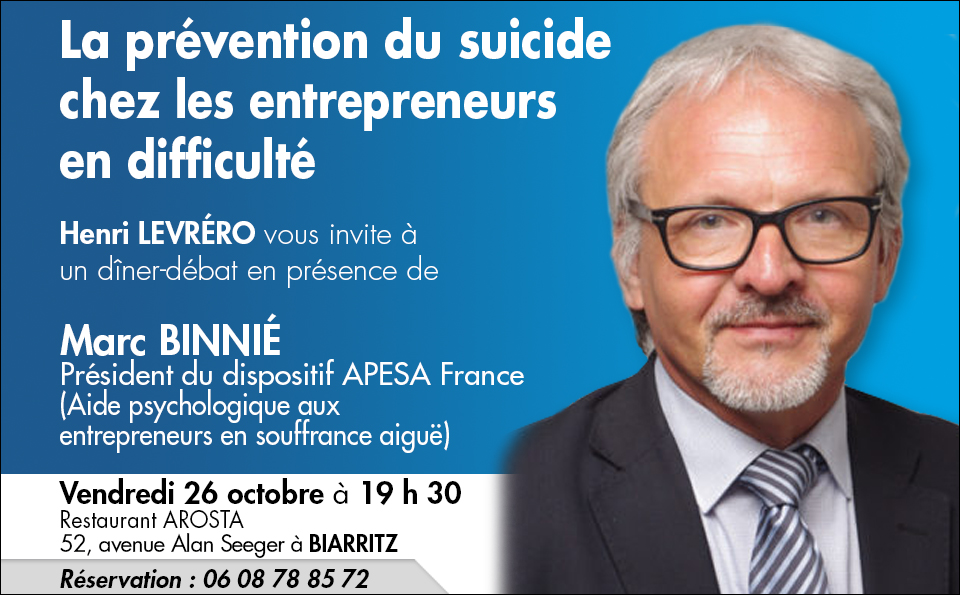 La prévention du suicide
chez les entrepreneurs
en difficulté
Henri LEVRÉRO vous invite à
un dîner-débat en présence de
Marc BINNIÉ
Président du dispositif APESA France
(Aide psychologique aux
entrepreneurs en souffrance aiguë)
Vendredi 26 octobre à 19 h 30
Restaurant AROSTA
52, avenue Alan Seeger à BIARRITZ
Réservation : 06 08 78 85 72